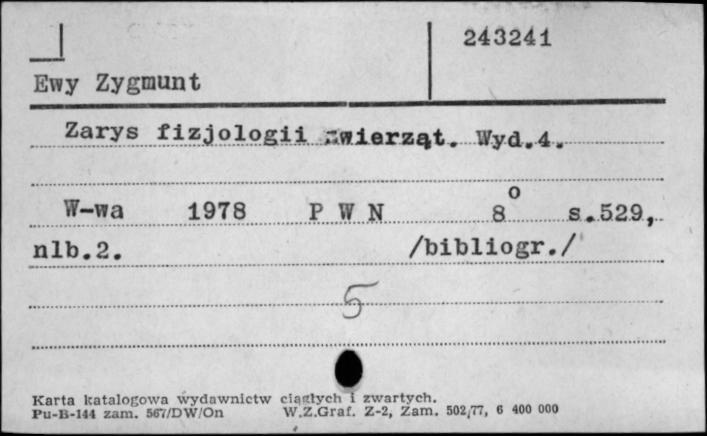 243241
Ewy Zygmunt
Zarys fizjologii zwierząt. Wyd.4.
W-wa 1978 P W N 8° s.529,
nlb.2. /bibliogr./
5
Karta katalogowa wydawnictw ciągłych i zwartych.
Pu-B-144 zam. 567/DW/On W.Z.Graf. Z-2, Zam. 502/77, 6 400 000